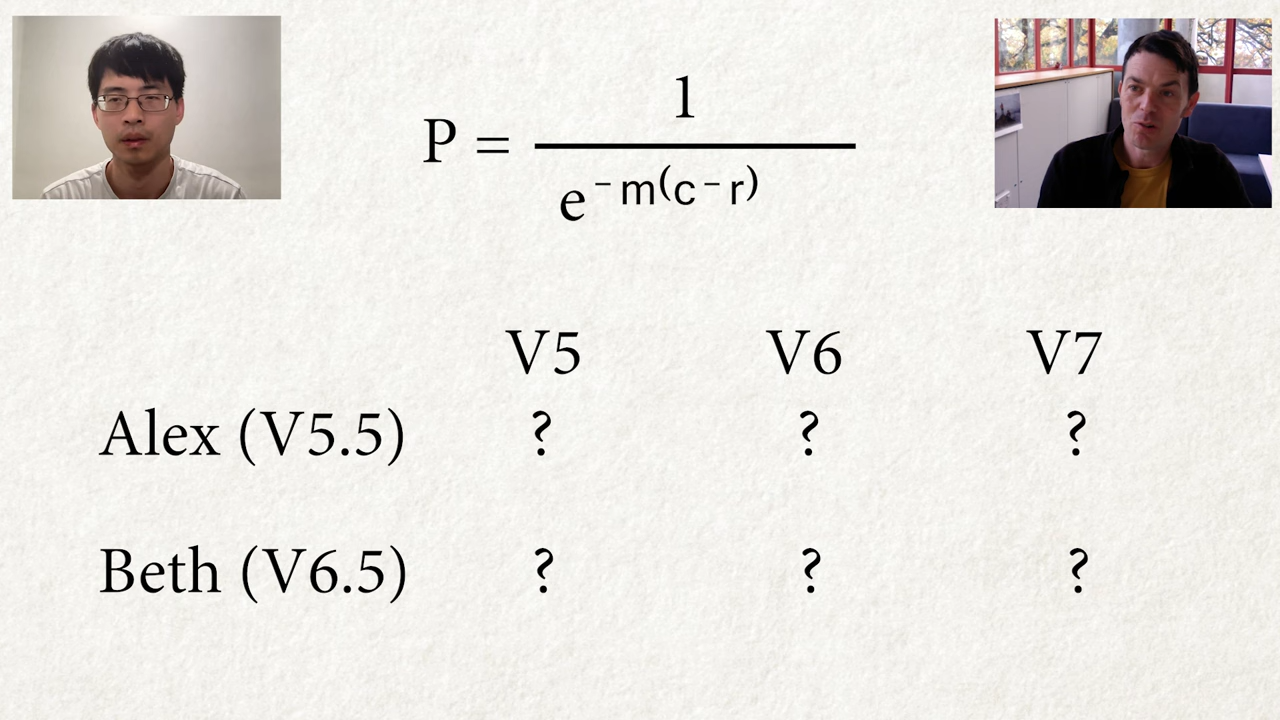 P = 1 / e^{-m(c-r)}
V5 V6 V7
Alex (V5.5) ? ? ?
Beth (V6.5) ? ? ?